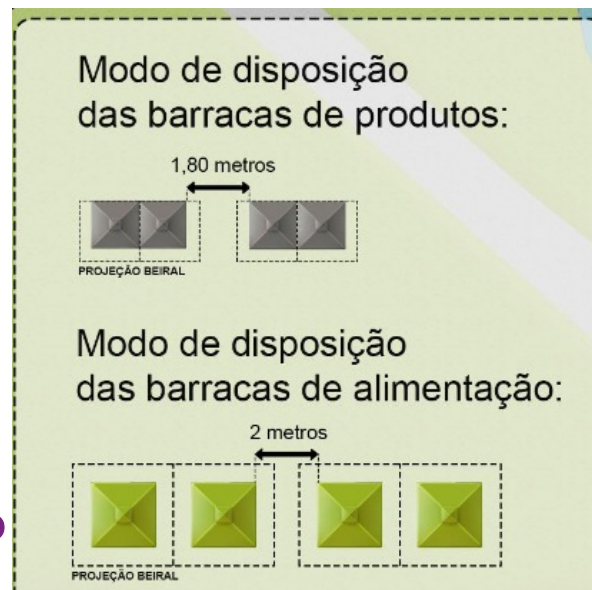 Modo de disposição
das barracas de produtos:
1,80 metros
PROJEÇÃO BEIRAL
Modo de disposição
das barracas de alimentação:
2 metros
PROJEÇÃO BEIRAL